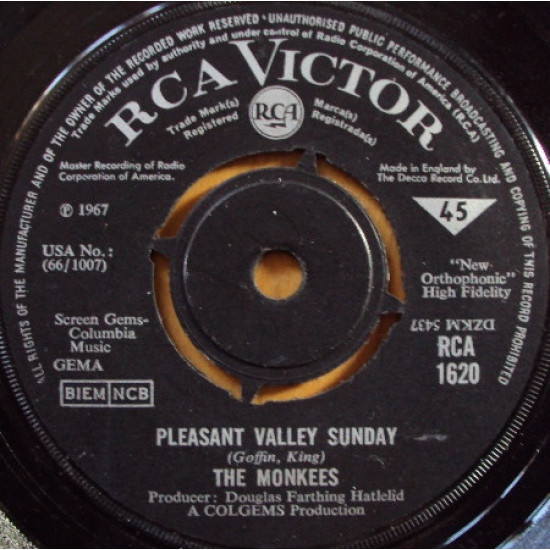 ALL RIGHTS OF THE MANUFACTURER AND OF THE OWNER OF THE RECORDED WORK RESERVED · UNAUTHORISED PUBLIC PERFORMANCE BROADCASTING AND COPYING OF THIS RECORD PROHIBITED
Trade Marks used by authority and under control of Radio Corporation of America (RCA)
RCA VICTOR
Trade Mark(s)
Registered
RCA
Marca(s)
Registrada(s)
Master Recording of Radio
Corporation of America.
Made in England by
The Decca Record Co. Ltd.
℗ 1967
45
USA No.:
(66/1007)
"New
Orthophonic"
High Fidelity
Screen Gems-
Columbia
Music
GEMA
DZKM 5437
RCA
1620
BIEM NCB
PLEASANT VALLEY SUNDAY
(Goffin, King)
THE MONKEES
Producer: Douglas Farthing Hatlelid
A COLGEMS Production